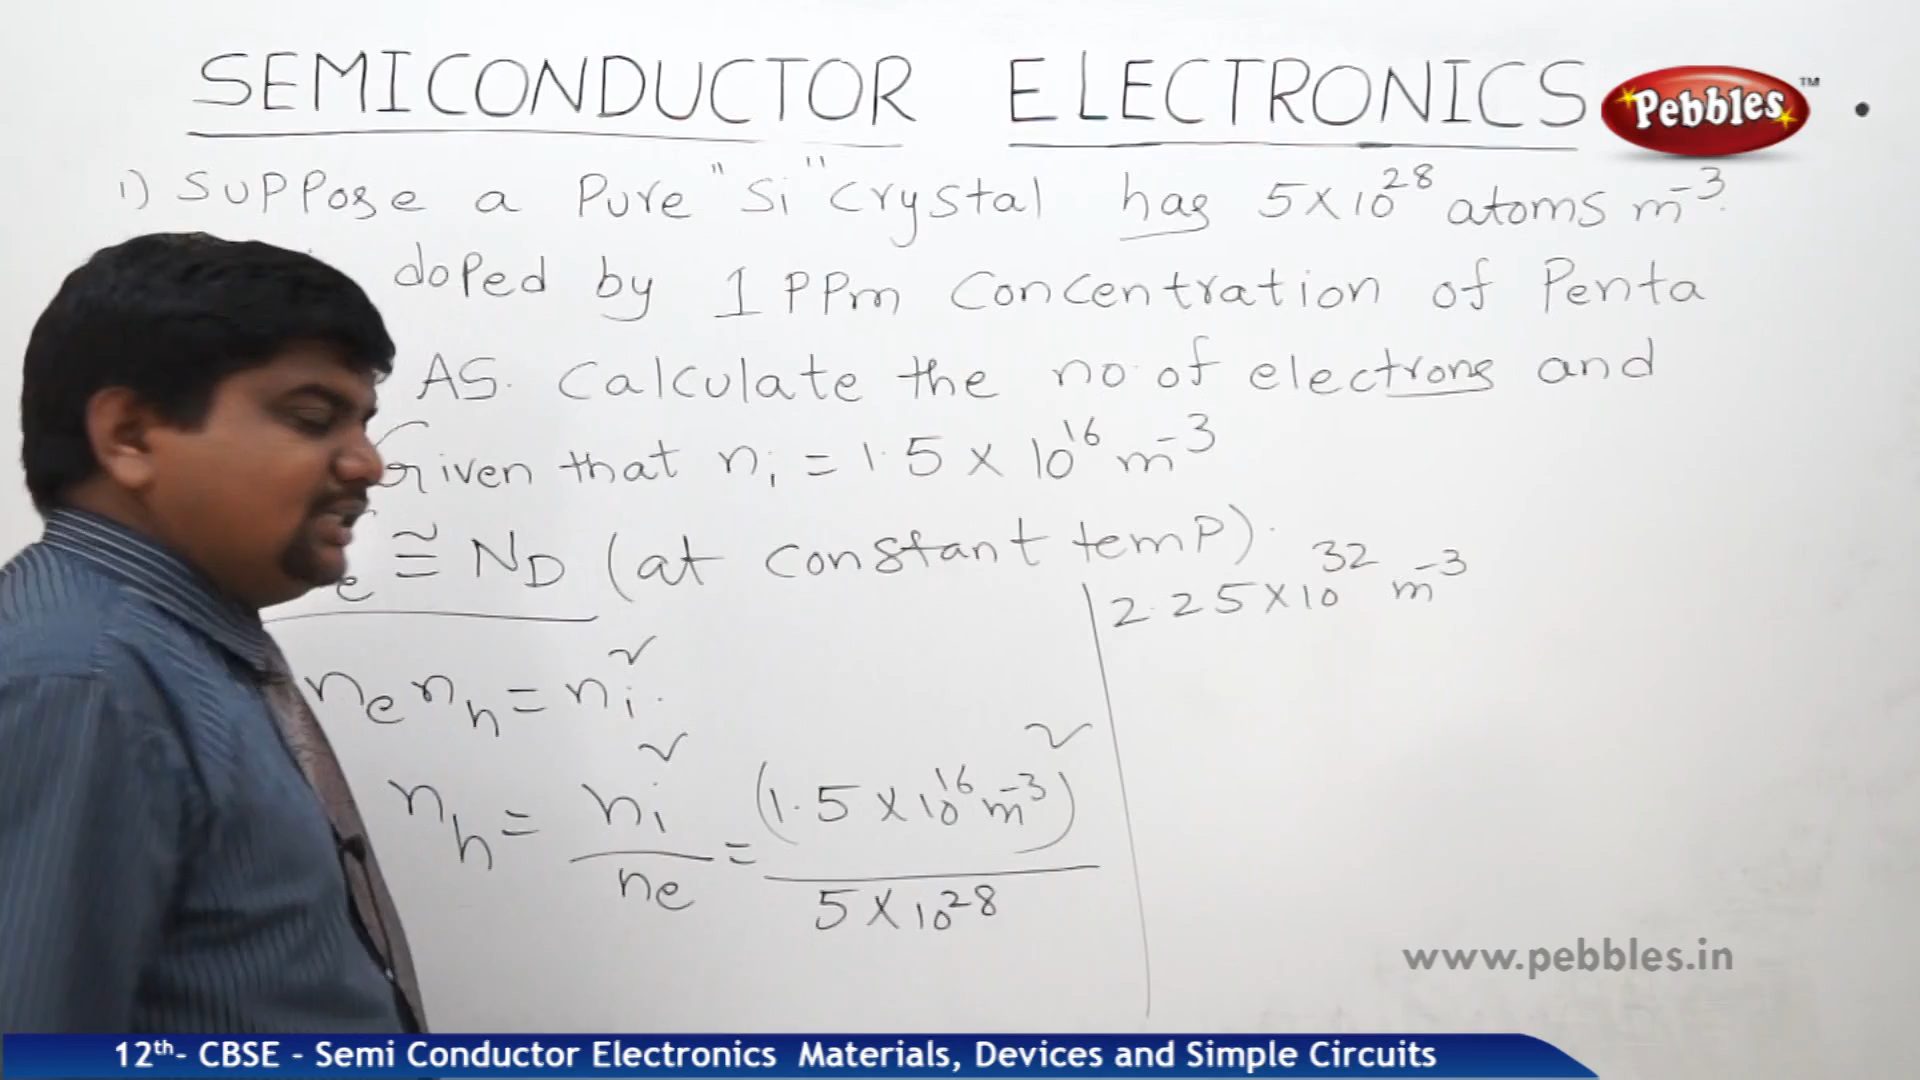 SEMICONDUCTOR ELECTRONICS
Pebbles ™
1) Suppose a Pure "Si" crystal has 5×10²⁸ atoms m⁻³.
doped by 1 PPm concentration of Penta
AS. Calculate the no. of electrons and
Given that nᵢ = 1.5 × 10¹⁶ m⁻³
e ≅ N_D (at constant temp).
2.25×10³² m⁻³
nₑ nₕ = nᵢ².
nₕ = nᵢ² / nₑ = (1.5 × 10¹⁶ m⁻³)² / 5 × 10²⁸
www.pebbles.in
12ᵗʰ- CBSE - Semi Conductor Electronics Materials, Devices and Simple Circuits